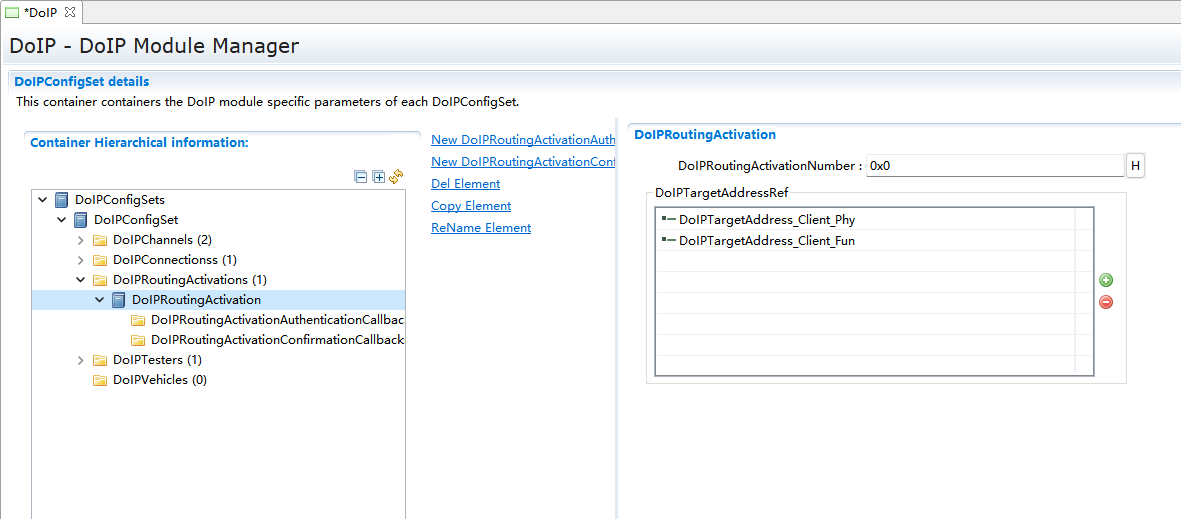 *DoIP
DoIP - DoIP Module Manager
DoIPConfigSet details
This container containers the DoIP module specific parameters of each DoIPConfigSet.
Container Hierarchical information:
DoIPConfigSets
DoIPConfigSet
DoIPChannels (2)
DoIPConnectionss (1)
DoIPRoutingActivations (1)
DoIPRoutingActivation
DoIPRoutingActivationAuthenticationCallbac
DoIPRoutingActivationConfirmationCallback
DoIPTesters (1)
DoIPVehicles (0)
New DoIPRoutingActivationAuth
New DoIPRoutingActivationConf
Del Element
Copy Element
ReName Element
DoIPRoutingActivation
DoIPRoutingActivationNumber : 0x0 H
DoIPTargetAddressRef
DoIPTargetAddress_Client_Phy
DoIPTargetAddress_Client_Fun